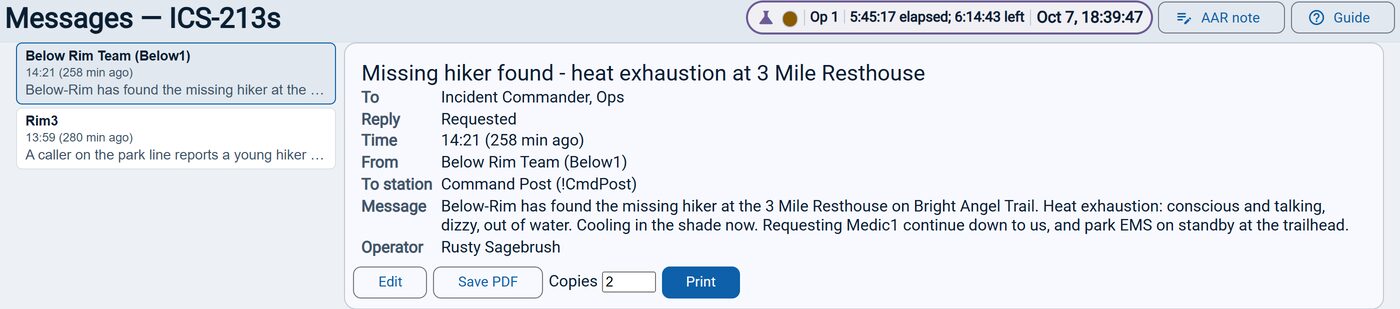 Messages — ICS-213s
Op 1 5:45:17 elapsed; 6:14:43 left Oct 7, 18:39:47
AAR note
Guide
Below Rim Team (Below1)
14:21 (258 min ago)
Below-Rim has found the missing hiker at the ...
Rim3
13:59 (280 min ago)
A caller on the park line reports a young hiker ...
Missing hiker found - heat exhaustion at 3 Mile Resthouse
To Incident Commander, Ops
Reply Requested
Time 14:21 (258 min ago)
From Below Rim Team (Below1)
To station Command Post (!CmdPost)
Message Below-Rim has found the missing hiker at the 3 Mile Resthouse on Bright Angel Trail. Heat exhaustion: conscious and talking,
dizzy, out of water. Cooling in the shade now. Requesting Medic1 continue down to us, and park EMS on standby at the trailhead.
Operator Rusty Sagebrush
Edit Save PDF Copies 2 Print